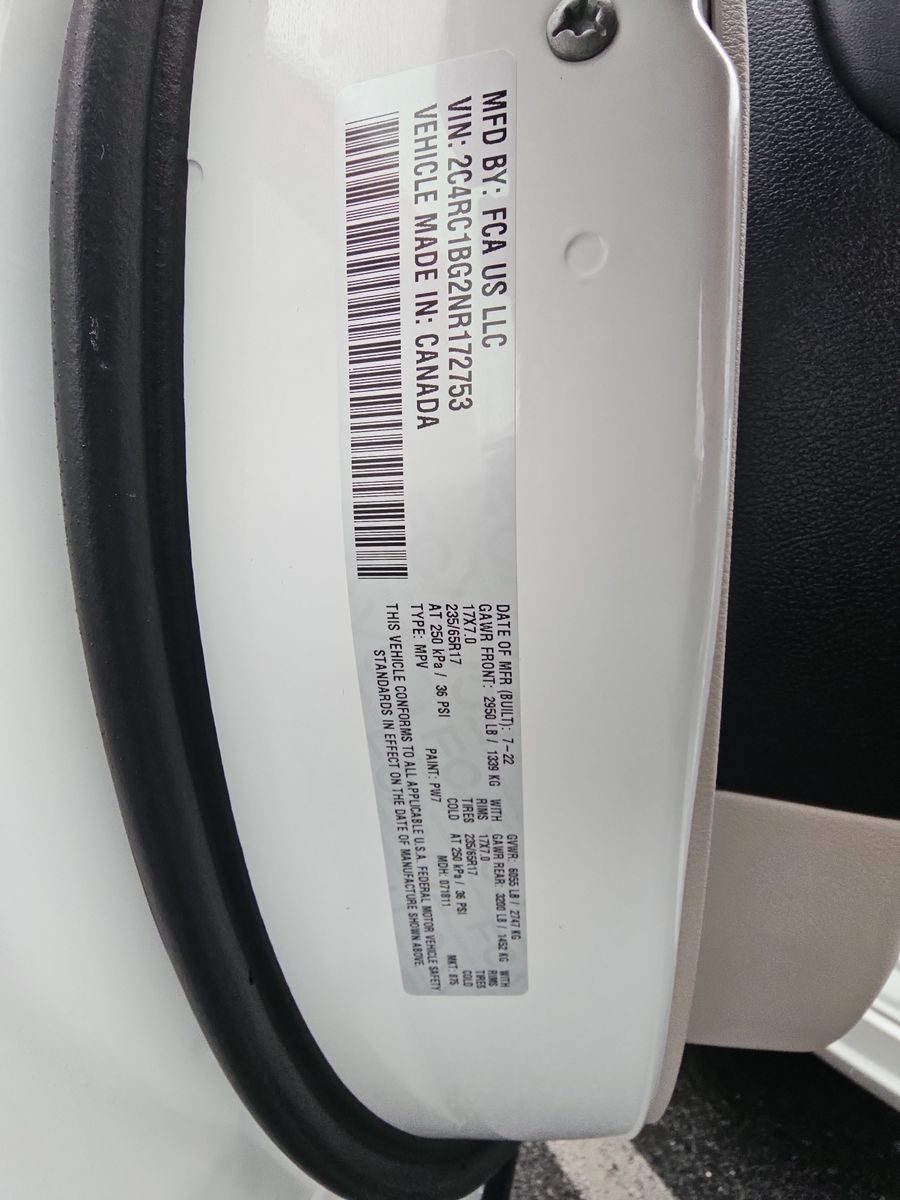 MFD BY: FCA US LLC
VIN: 2C4RC1BG2NR172753
VEHICLE MADE IN: CANADA
DATE OF MFR (BUILT): 7-22 GVWR: 6055 LB / 2747 KG
GAWR FRONT: 2950 LB / 1339 KG WITH GAWR REAR: 3200 LB / 1452 KG WITH
17X7.0 RIMS 17X7.0 RIMS
235/65R17 TIRES 235/65R17 TIRES
AT 250 kPa / 36 PSI COLD AT 250 kPa / 36 PSI COLD
TYPE: MPV PAINT: PW7 MDH: 071811 MKT: 875
THIS VEHICLE CONFORMS TO ALL APPLICABLE U.S.A. FEDERAL MOTOR VEHICLE SAFETY
STANDARDS IN EFFECT ON THE DATE OF MANUFACTURE SHOWN ABOVE.